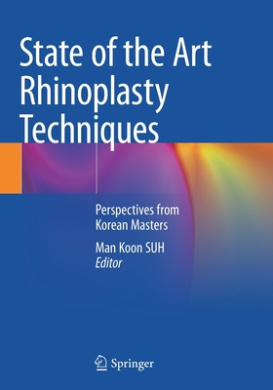 State of the Art
Rhinoplasty
Techniques
Perspectives from
Korean Masters
Man Koon SUH
Editor
Springer